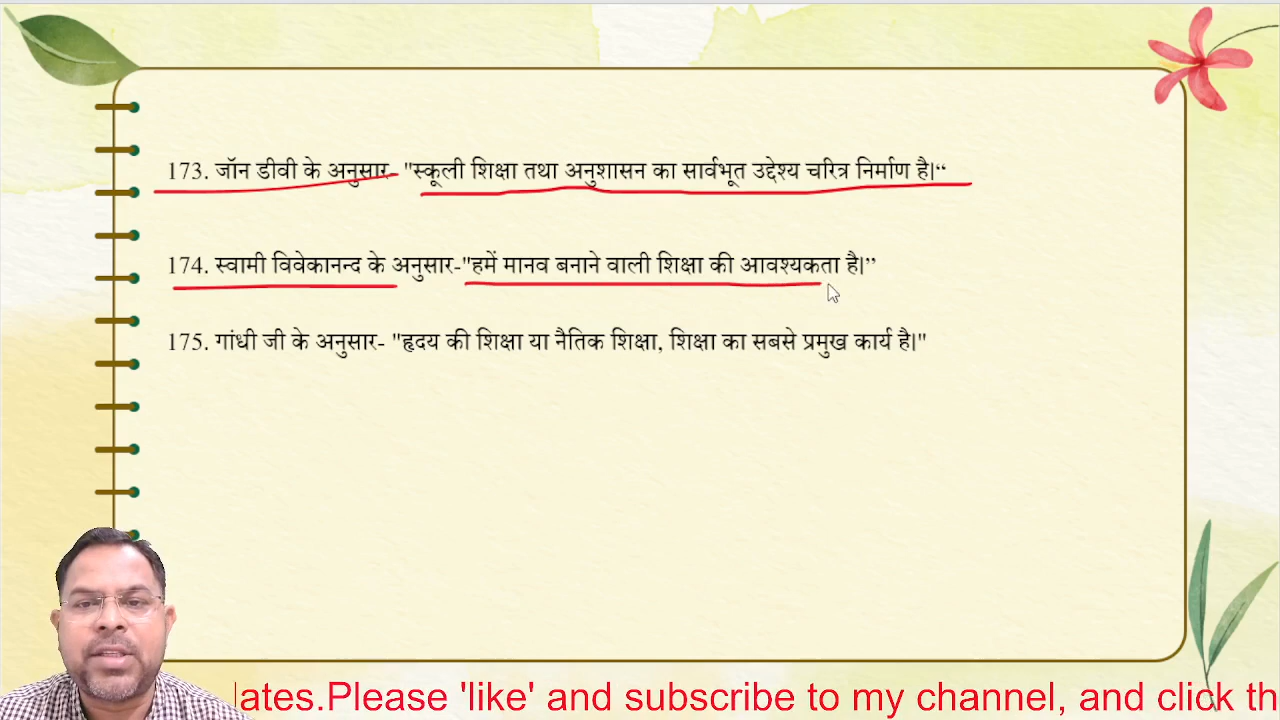 173. जॉन डीवी के अनुसार- "स्कूली शिक्षा तथा अनुशासन का सार्वभूत उद्देश्य चरित्र निर्माण है।“
174. स्वामी विवेकानन्द के अनुसार-"हमें मानव बनाने वाली शिक्षा की आवश्यकता है।”
175. गांधी जी के अनुसार- "हृदय की शिक्षा या नैतिक शिक्षा, शिक्षा का सबसे प्रमुख कार्य है।"
lates.Please 'like' and subscribe to my channel, and click th